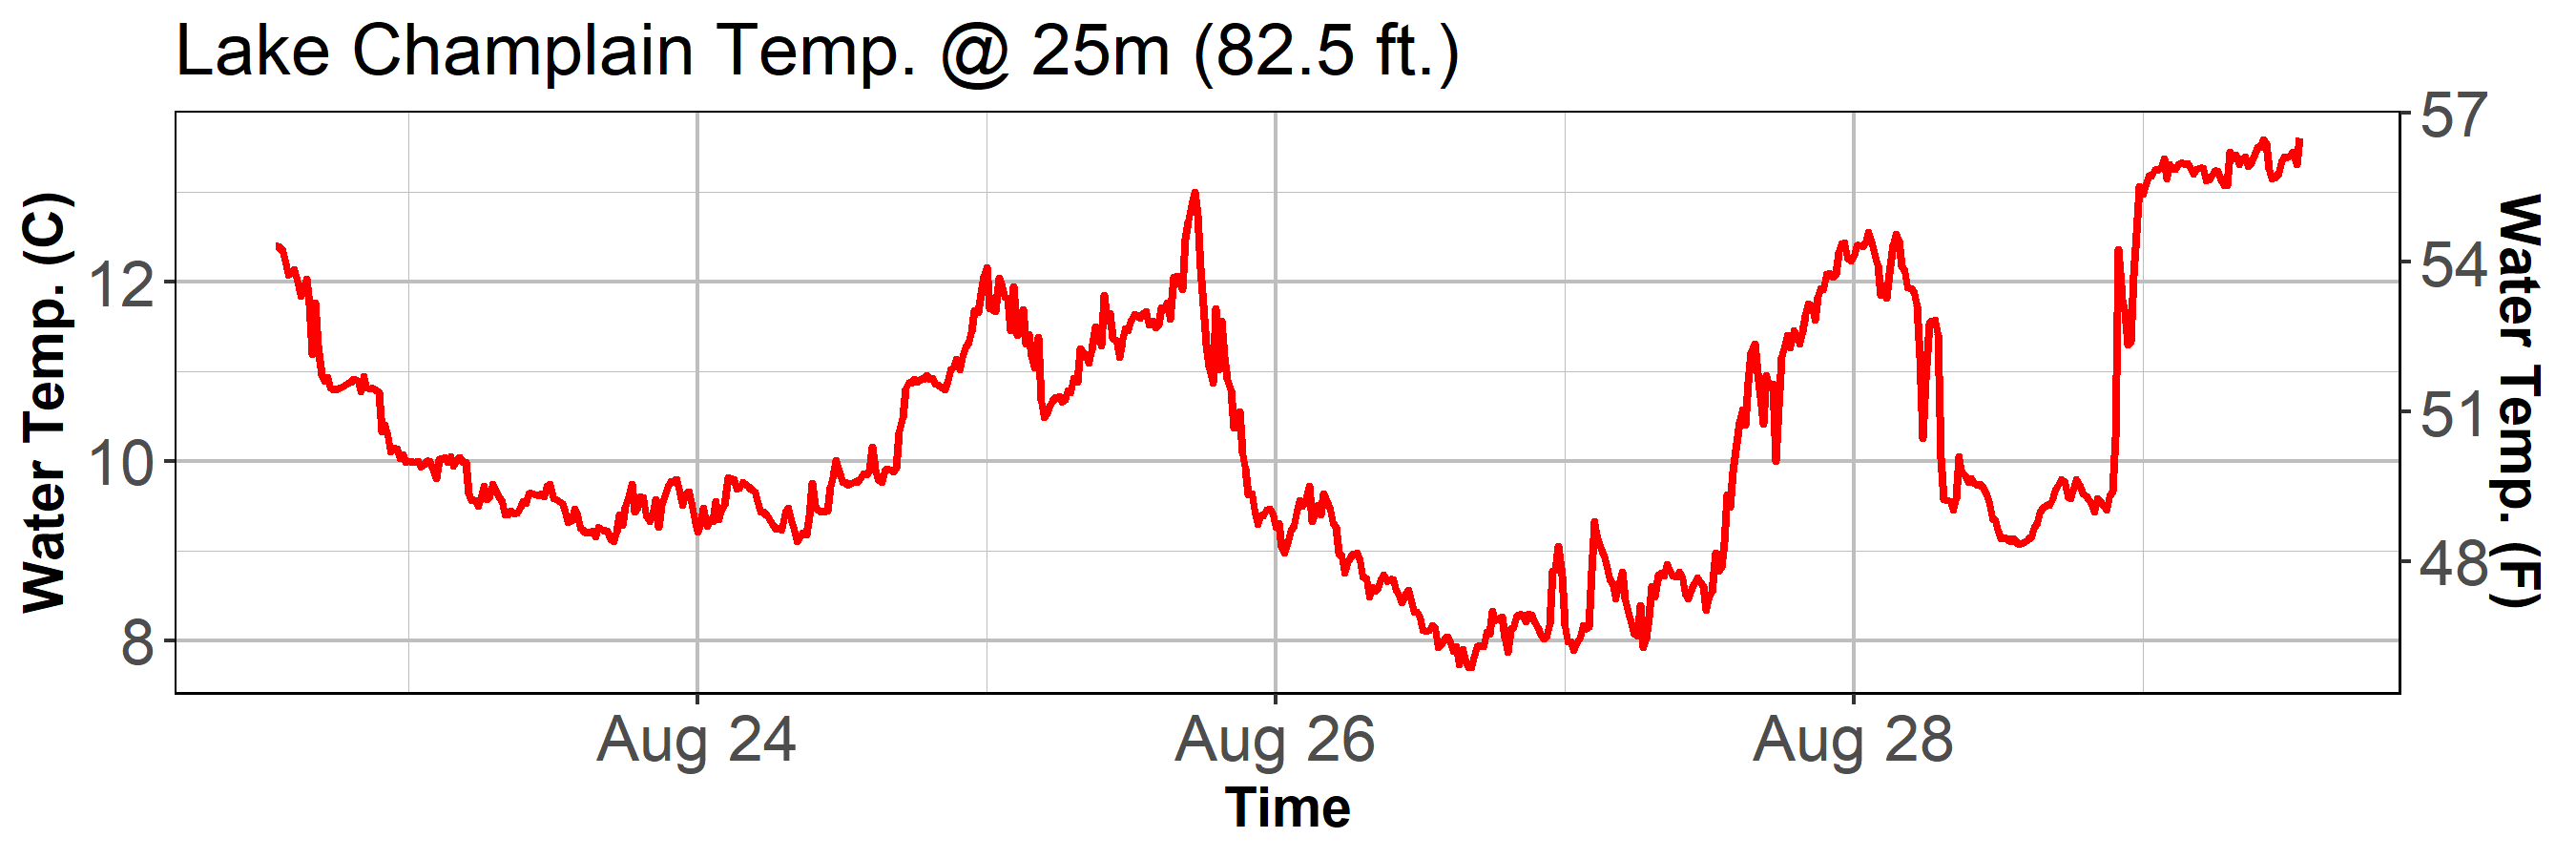 Lake Champlain Temp. @ 25m (82.5 ft.)
Water Temp. (C)
12
10
8
57
54
51
48
Water Temp. (F)
Aug 24 Aug 26 Aug 28
Time